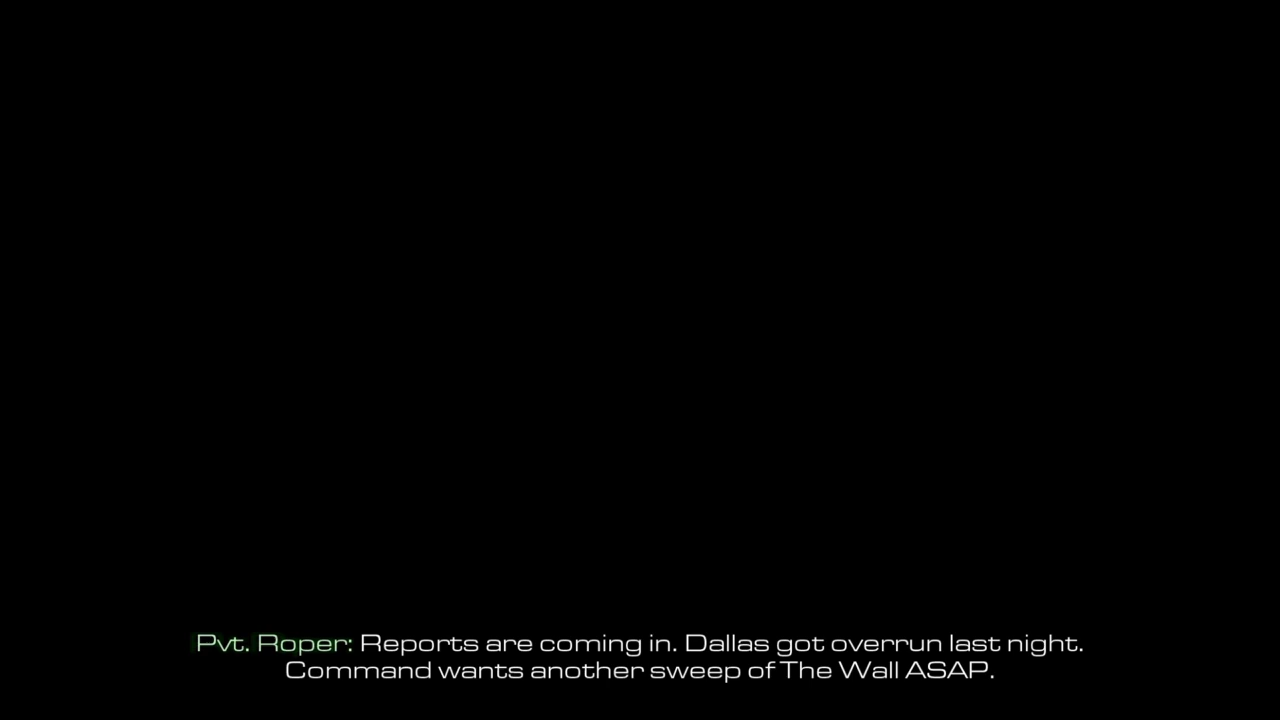 Pvt. Roper: Reports are coming in. Dallas got overrun last night.
Command wants another sweep of The Wall ASAP.